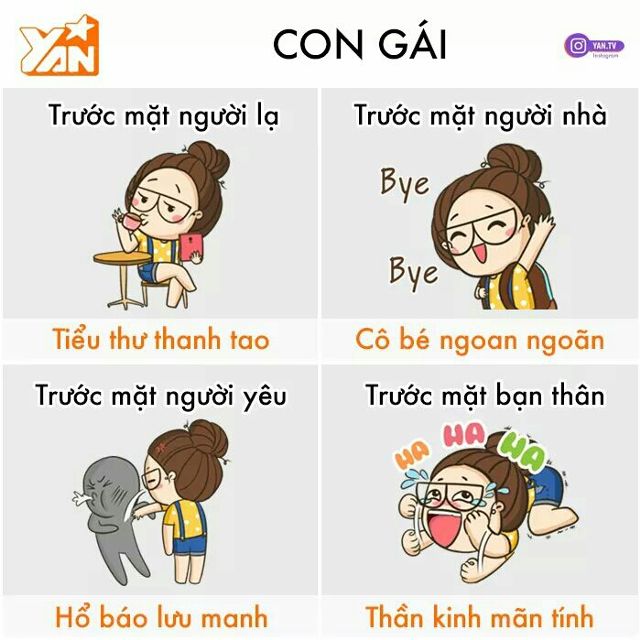 YAN
CON GÁI
YAN.TV
Instagram
Trước mặt người lạ
Tiểu thư thanh tao
Trước mặt người nhà
Bye
Bye
Cô bé ngoan ngoãn
Trước mặt người yêu
Hổ báo lưu manh
Trước mặt bạn thân
HA HA HA
Thần kinh mãn tính